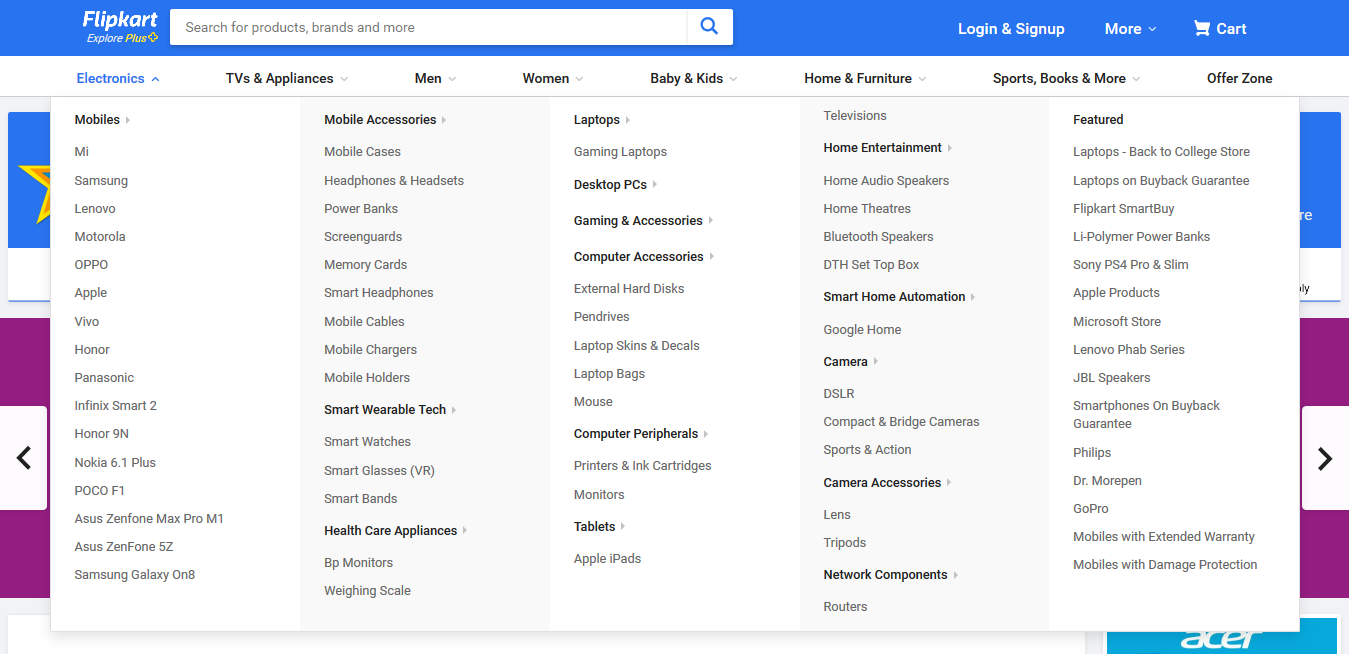 Flipkart
Explore Plus
Search for products, brands and more
Login & Signup
More
Cart
Electronics
TVs & Appliances
Men
Women
Baby & Kids
Home & Furniture
Sports, Books & More
Offer Zone
Mobiles
Mi
Samsung
Lenovo
Motorola
OPPO
Apple
Vivo
Honor
Panasonic
Infinix Smart 2
Honor 9N
Nokia 6.1 Plus
POCO F1
Asus Zenfone Max Pro M1
Asus ZenFone 5Z
Samsung Galaxy On8
Mobile Accessories
Mobile Cases
Headphones & Headsets
Power Banks
Screenguards
Memory Cards
Smart Headphones
Mobile Cables
Mobile Chargers
Mobile Holders
Smart Wearable Tech
Smart Watches
Smart Glasses (VR)
Smart Bands
Health Care Appliances
Bp Monitors
Weighing Scale
Laptops
Gaming Laptops
Desktop PCs
Gaming & Accessories
Computer Accessories
External Hard Disks
Pendrives
Laptop Skins & Decals
Laptop Bags
Mouse
Computer Peripherals
Printers & Ink Cartridges
Monitors
Tablets
Apple iPads
Televisions
Home Entertainment
Home Audio Speakers
Home Theatres
Bluetooth Speakers
DTH Set Top Box
Smart Home Automation
Google Home
Camera
DSLR
Compact & Bridge Cameras
Sports & Action
Camera Accessories
Lens
Tripods
Network Components
Routers
Featured
Laptops - Back to College Store
Laptops on Buyback Guarantee
Flipkart SmartBuy
Li-Polymer Power Banks
Sony PS4 Pro & Slim
Apple Products
Microsoft Store
Lenovo Phab Series
JBL Speakers
Smartphones On Buyback
Guarantee
Philips
Dr. Morepen
GoPro
Mobiles with Extended Warranty
Mobiles with Damage Protection
acer